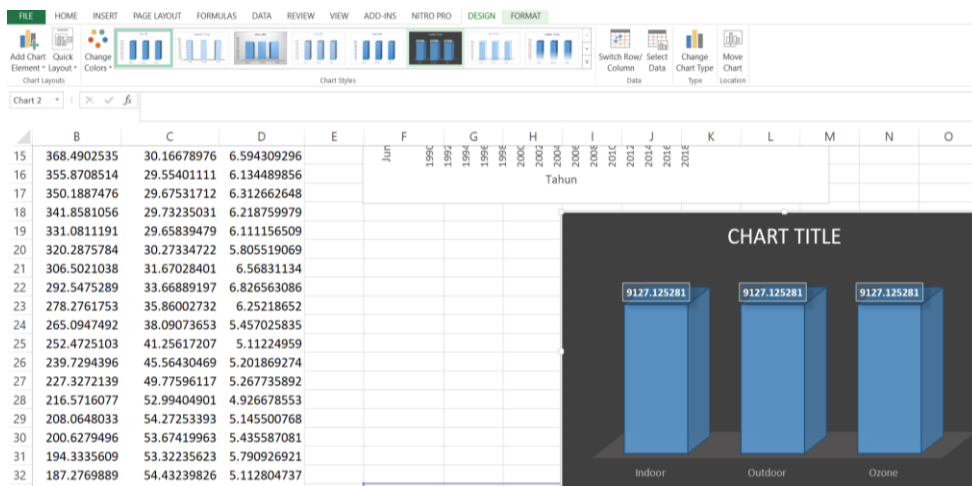 FILE HOME INSERT PAGE LAYOUT FORMULAS DATA REVIEW VIEW ADD-INS NITRO PRO DESIGN FORMAT
Add Chart Element Quick Layout Change Colors Switch Row/ Column Select Data Change Chart Type Move Chart
Chart Layouts Chart Styles Data Type Location
Chart 2 fx
B C D E F G H I J K L M N O
15 368.4902535 30.16678976 6.594309296
16 355.8708514 29.55401111 6.134489856
17 350.1887476 29.67531712 6.312662648
18 341.8581056 29.73235031 6.218759979
19 331.0811191 29.65839479 6.111156509
20 320.2875784 30.27334722 5.805519069
21 306.5021038 31.67028401 6.56831134
22 292.5475289 33.66889197 6.826563086
23 278.2761753 35.86002732 6.25218652
24 265.0947492 38.09073653 5.457025835
25 252.4725103 41.25617207 5.11224959
26 239.7294396 45.56430469 5.201869274
27 227.3272139 49.77596117 5.267735892
28 216.5716077 52.99404901 4.926678553
29 208.0648033 54.27253393 5.145500768
30 200.6279496 53.67419963 5.435587081
31 194.3335609 53.32235623 5.790926921
32 187.2769889 54.43239826 5.112804737
Jun 1990 1992 1994 1996 1998 2000 2002 2004 2006 2008 2010 2012 2014 2016 2018
Tahun
CHART TITLE
9127.125281 9127.125281 9127.125281
Indoor Outdoor Ozone